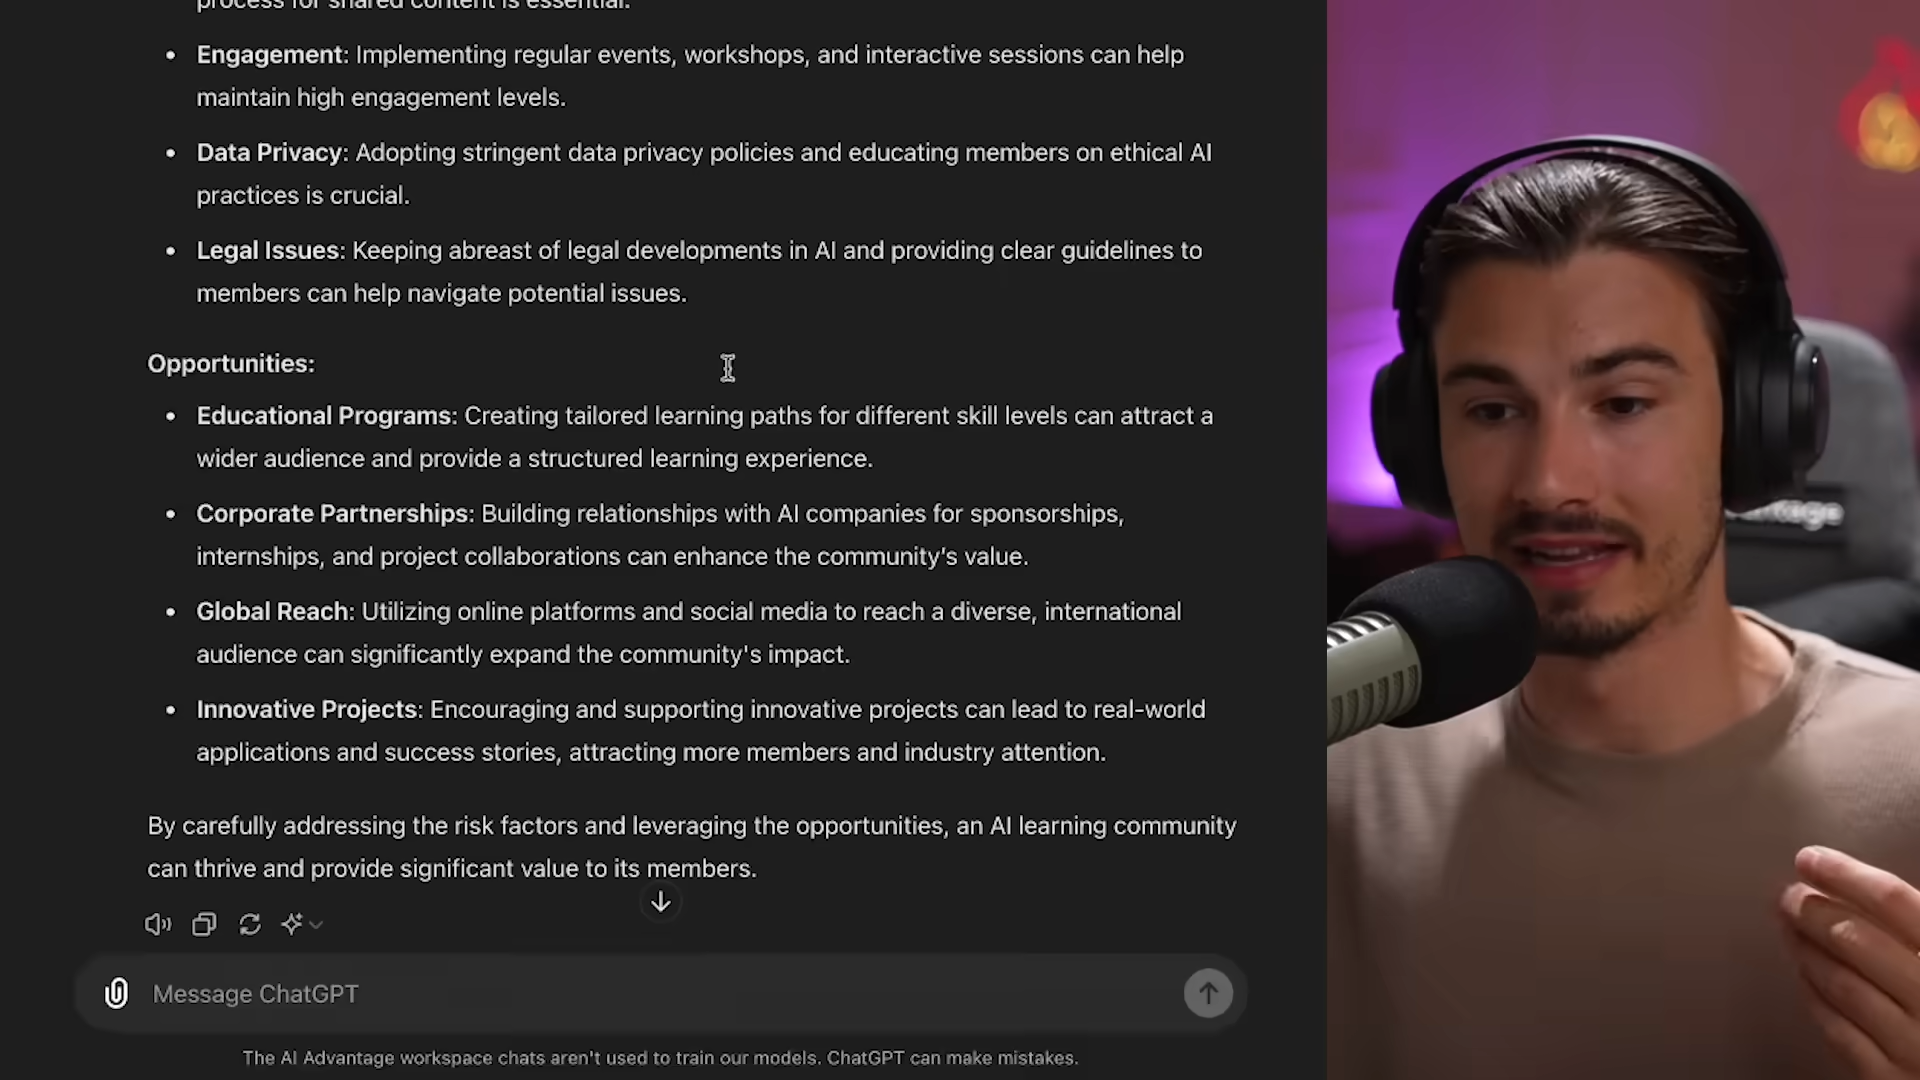 process for shared content is essential.
• Engagement: Implementing regular events, workshops, and interactive sessions can help
maintain high engagement levels.
• Data Privacy: Adopting stringent data privacy policies and educating members on ethical AI
practices is crucial.
• Legal Issues: Keeping abreast of legal developments in AI and providing clear guidelines to
members can help navigate potential issues.
Opportunities:
• Educational Programs: Creating tailored learning paths for different skill levels can attract a
wider audience and provide a structured learning experience.
• Corporate Partnerships: Building relationships with AI companies for sponsorships,
internships, and project collaborations can enhance the community’s value.
• Global Reach: Utilizing online platforms and social media to reach a diverse, international
audience can significantly expand the community's impact.
• Innovative Projects: Encouraging and supporting innovative projects can lead to real-world
applications and success stories, attracting more members and industry attention.
By carefully addressing the risk factors and leveraging the opportunities, an AI learning community
can thrive and provide significant value to its members.
Message ChatGPT
The AI Advantage workspace chats aren't used to train our models. ChatGPT can make mistakes.